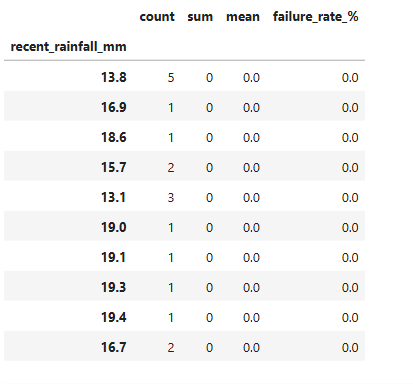 count sum mean failure_rate_%
recent_rainfall_mm
13.8 5 0 0.0 0.0
16.9 1 0 0.0 0.0
18.6 1 0 0.0 0.0
15.7 2 0 0.0 0.0
13.1 3 0 0.0 0.0
19.0 1 0 0.0 0.0
19.1 1 0 0.0 0.0
19.3 1 0 0.0 0.0
19.4 1 0 0.0 0.0
16.7 2 0 0.0 0.0